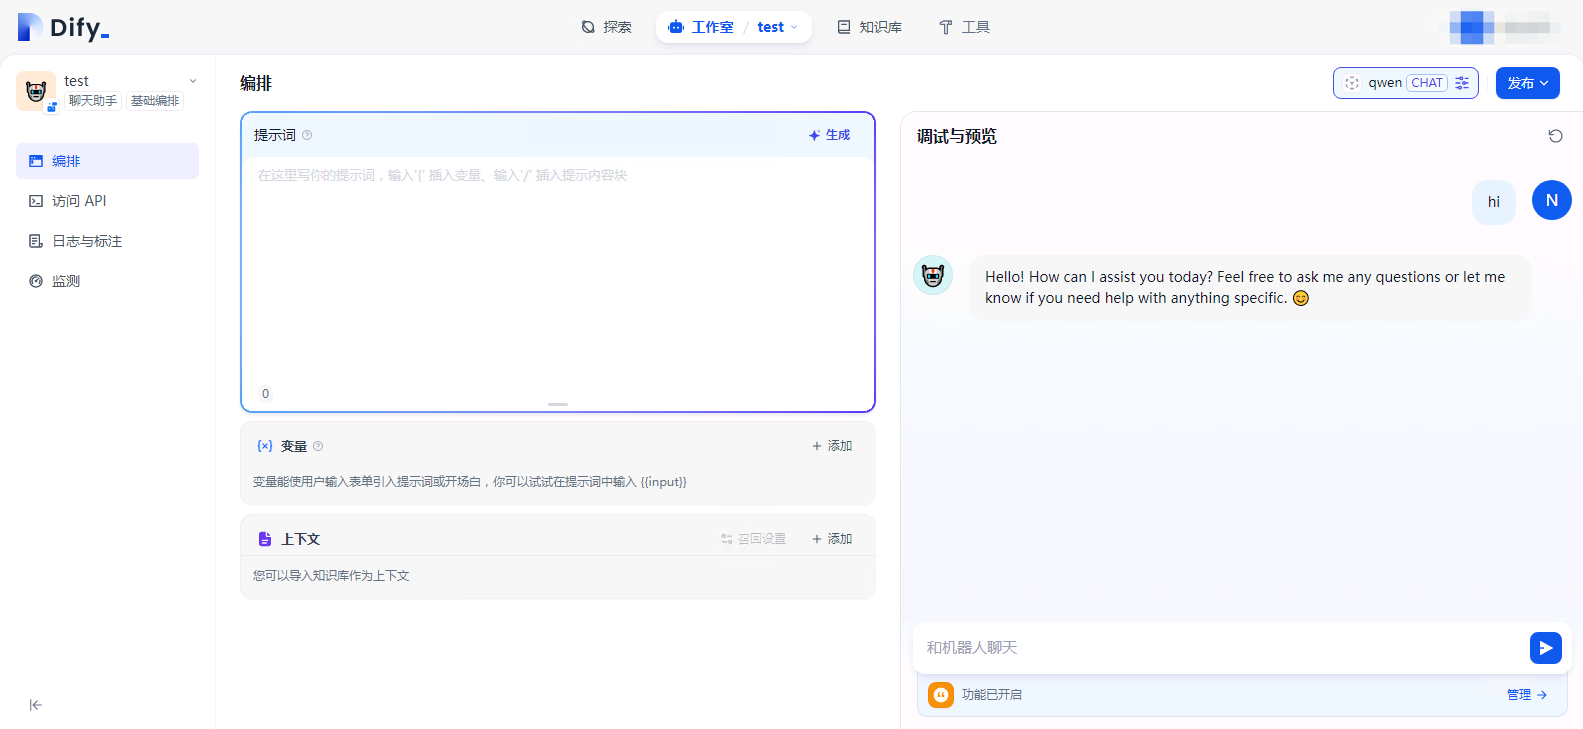 Dify_
探索
工作室 / test
知识库
工具
test
聊天助手 基础编排
编排
访问 API
日志与标注
监测
编排
qwen CHAT
发布
提示词
生成
在这里写你的提示词，输入'{' 插入变量、输入'/' 插入提示内容块
0
{x} 变量
+ 添加
变量能使用户输入表单引入提示词或开场白，你可以试试在提示词中输入 {{input}}
上下文
召回设置
+ 添加
您可以导入知识库作为上下文
调试与预览
hi
N
Hello! How can I assist you today? Feel free to ask me any questions or let me
know if you need help with anything specific. 😊
和机器人聊天
功能已开启
管理 →